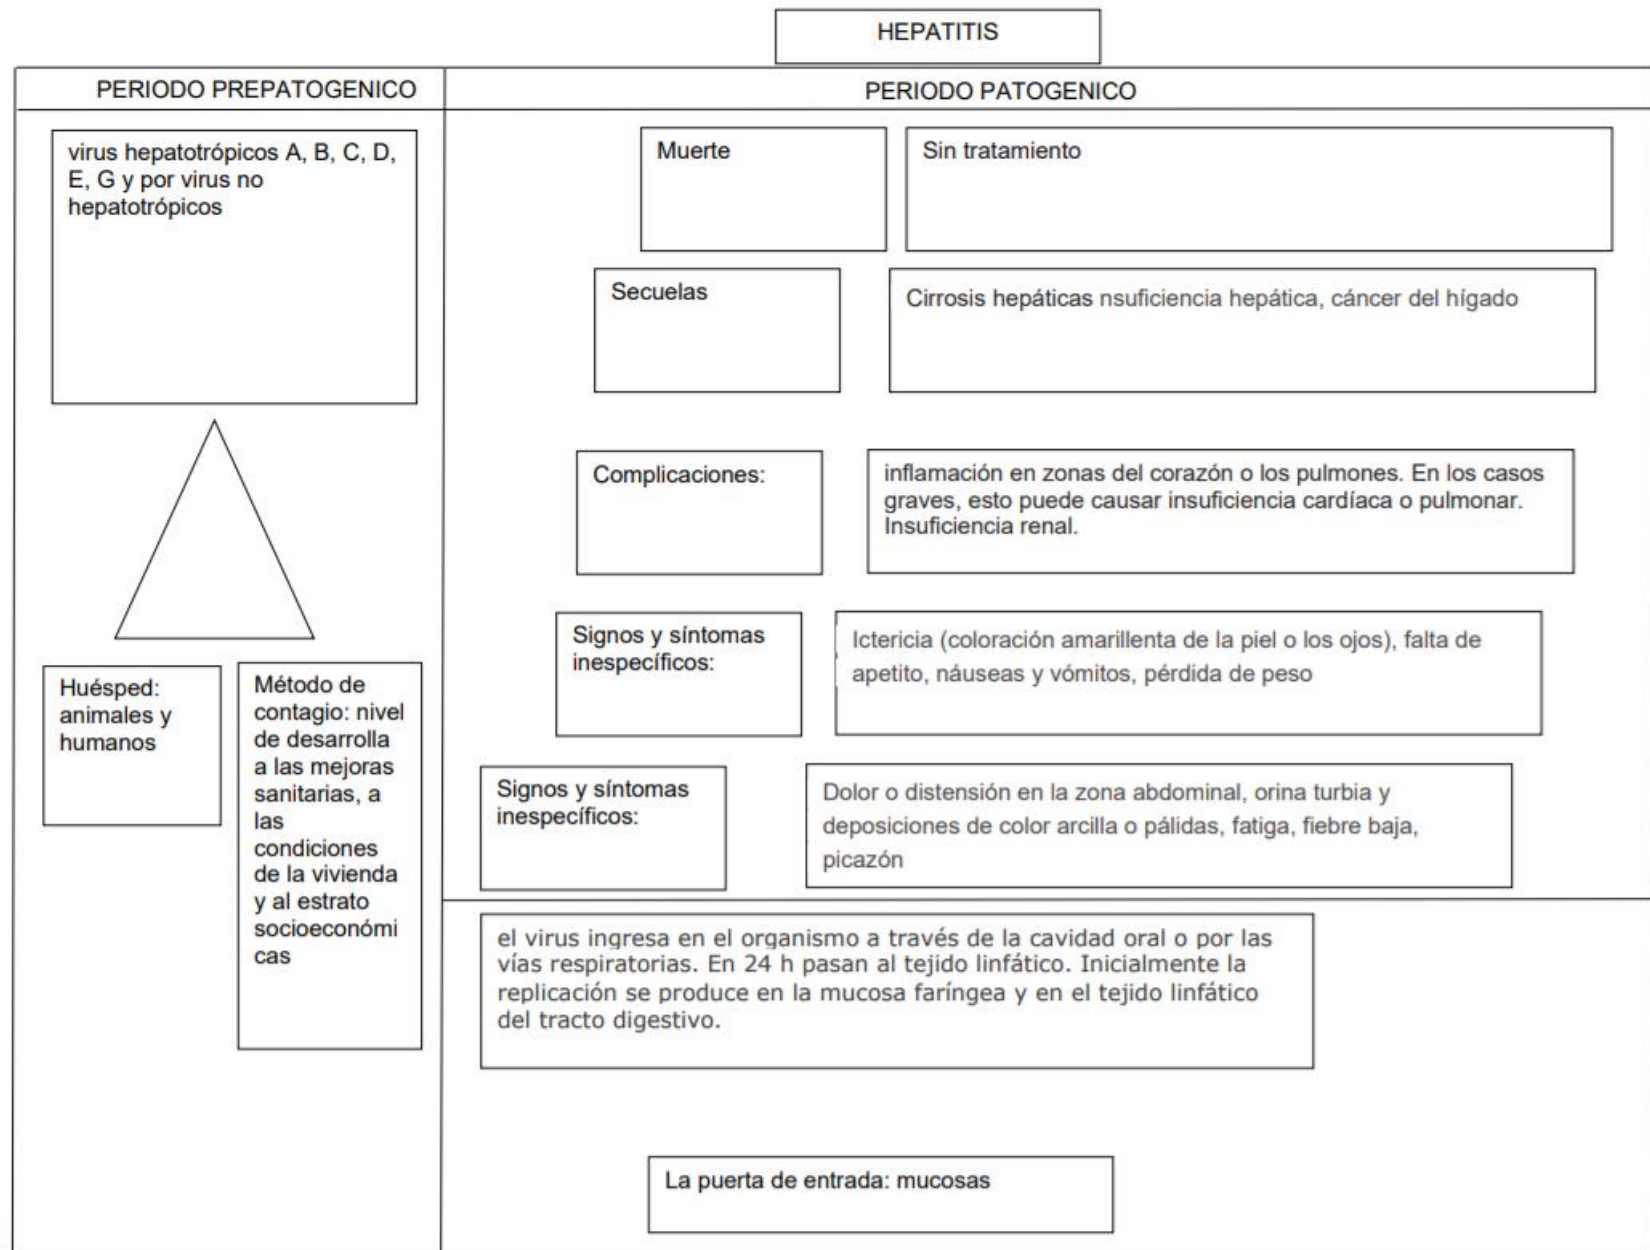 HEPATITIS
PERIODO PREPATOGENICO
PERIODO PATOGENICO
virus hepatotrópicos A, B, C, D,
E, G y por virus no
hepatotrópicos
Huésped:
animales y
humanos
Método de
contagio: nivel
de desarrolla
a las mejoras
sanitarias, a
las
condiciones
de la vivienda
y al estrato
socioeconómi
cas
Muerte
Sin tratamiento
Secuelas
Cirrosis hepáticas nsuficiencia hepática, cáncer del hígado
Complicaciones:
inflamación en zonas del corazón o los pulmones. En los casos
graves, esto puede causar insuficiencia cardíaca o pulmonar.
Insuficiencia renal.
Signos y síntomas
inespecíficos:
Ictericia (coloración amarillenta de la piel o los ojos), falta de
apetito, náuseas y vómitos, pérdida de peso
Signos y síntomas
inespecíficos:
Dolor o distensión en la zona abdominal, orina turbia y
deposiciones de color arcilla o pálidas, fatiga, fiebre baja,
picazón
el virus ingresa en el organismo a través de la cavidad oral o por las
vías respiratorias. En 24 h pasan al tejido linfático. Inicialmente la
replicación se produce en la mucosa faríngea y en el tejido linfático
del tracto digestivo.
La puerta de entrada: mucosas